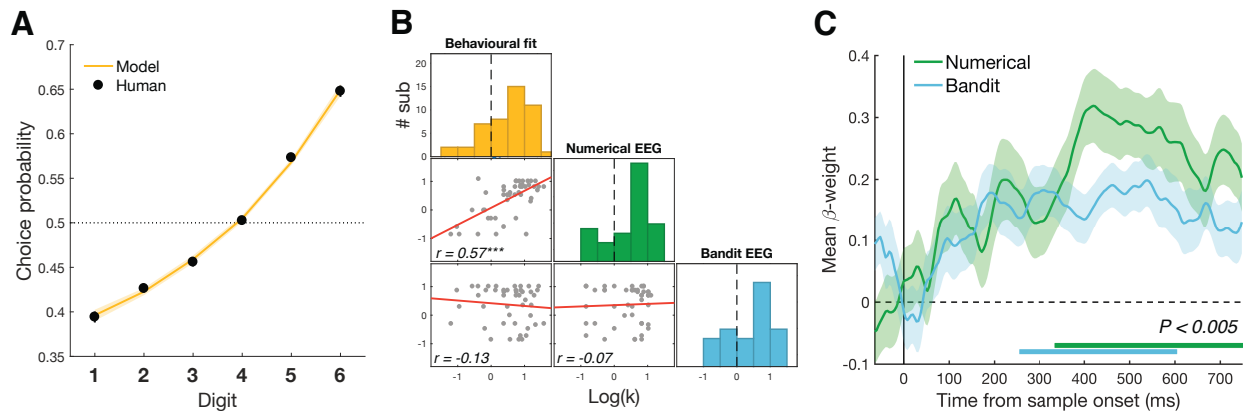 A
Choice probability
0.7
0.65
0.6
0.55
0.5
0.45
0.4
0.35
Model
Human
1 2 3 4 5 6
Digit
B
Behavioural fit
# sub
20
15
10
5
0
Numerical EEG
1
0
-1
r = 0.57***
Bandit EEG
1
0
-1
r = -0.13
r = -0.07
-1 0 1
-1 0 1
-1 0 1
Log(k)
C
Mean β-weight
0.4
0.3
0.2
0.1
0
-0.1
Numerical
Bandit
P < 0.005
0 100 200 300 400 500 600 700
Time from sample onset (ms)